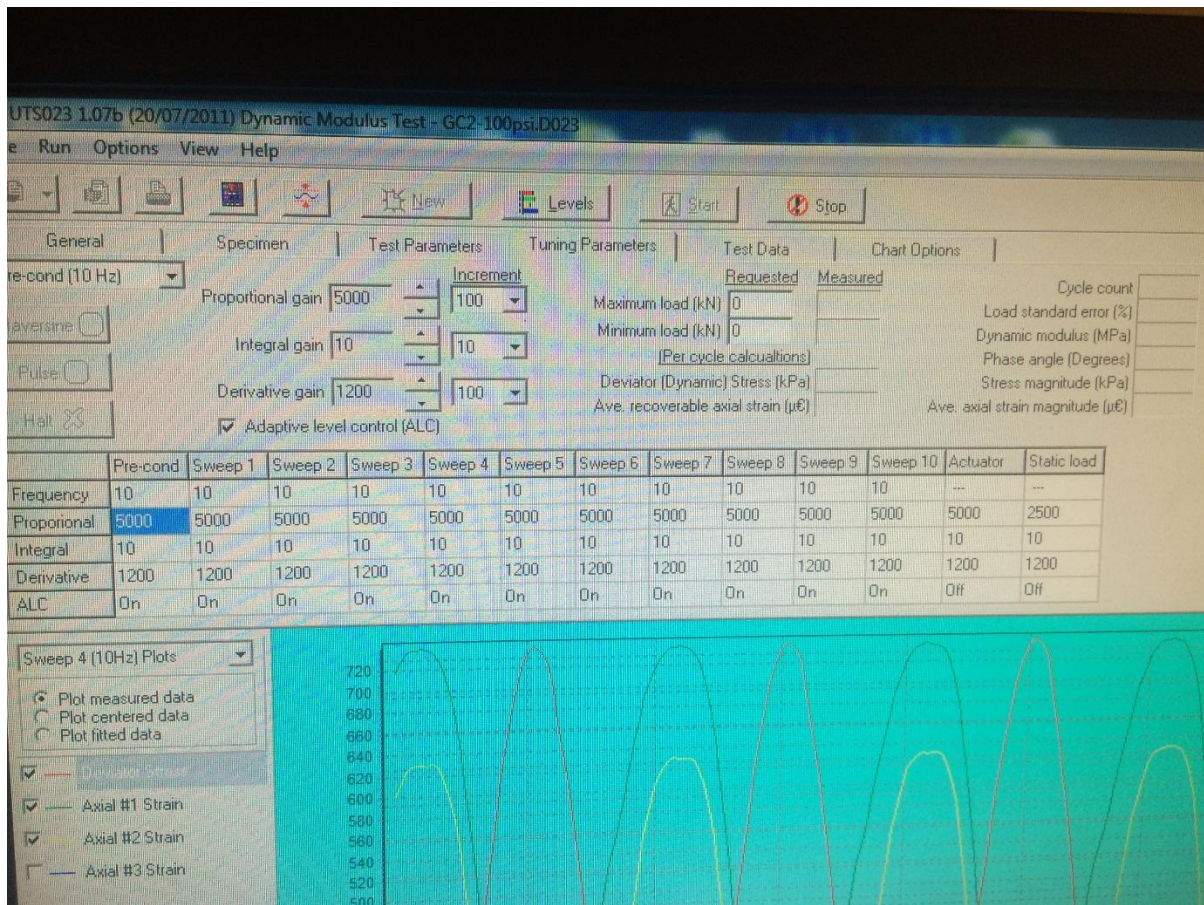 UTS023 1.07b (20/07/2011) Dynamic Modulus Test - GC2-100psi.D023
e Run Options View Help
New Levels Start Stop
General Specimen Test Parameters Tuning Parameters Test Data Chart Options
re-cond (10 Hz)
aversine
Pulse
Halt
Increment
Proportional gain 5000 100
Integral gain 10 10
Derivative gain 1200 100
Adaptive level control (ALC)
Requested Measured
Maximum load (kN) 0
Minimum load (kN) 0
(Per cycle calcualtions)
Deviator (Dynamic) Stress (kPa)
Ave. recoverable axial strain (µ€)
Cycle count
Load standard error (%)
Dynamic modulus (MPa)
Phase angle (Degrees)
Stress magnitude (kPa)
Ave. axial strain magnitude (µ€)
Pre-cond Sweep 1 Sweep 2 Sweep 3 Sweep 4 Sweep 5 Sweep 6 Sweep 7 Sweep 8 Sweep 9 Sweep 10 Actuator Static load
Frequency 10 10 10 10 10 10 10 10 10 10 10 --- ---
Proporional 5000 5000 5000 5000 5000 5000 5000 5000 5000 5000 5000 5000 2500
Integral 10 10 10 10 10 10 10 10 10 10 10 10 10
Derivative 1200 1200 1200 1200 1200 1200 1200 1200 1200 1200 1200 1200 1200
ALC On On On On On On On On On On On Off Off
Sweep 4 (10Hz) Plots
Plot measured data
Plot centered data
Plot fitted data
Deviator Stress
Axial #1 Strain
Axial #2 Strain
Axial #3 Strain
720
700
680
660
640
620
600
580
560
540
520
500